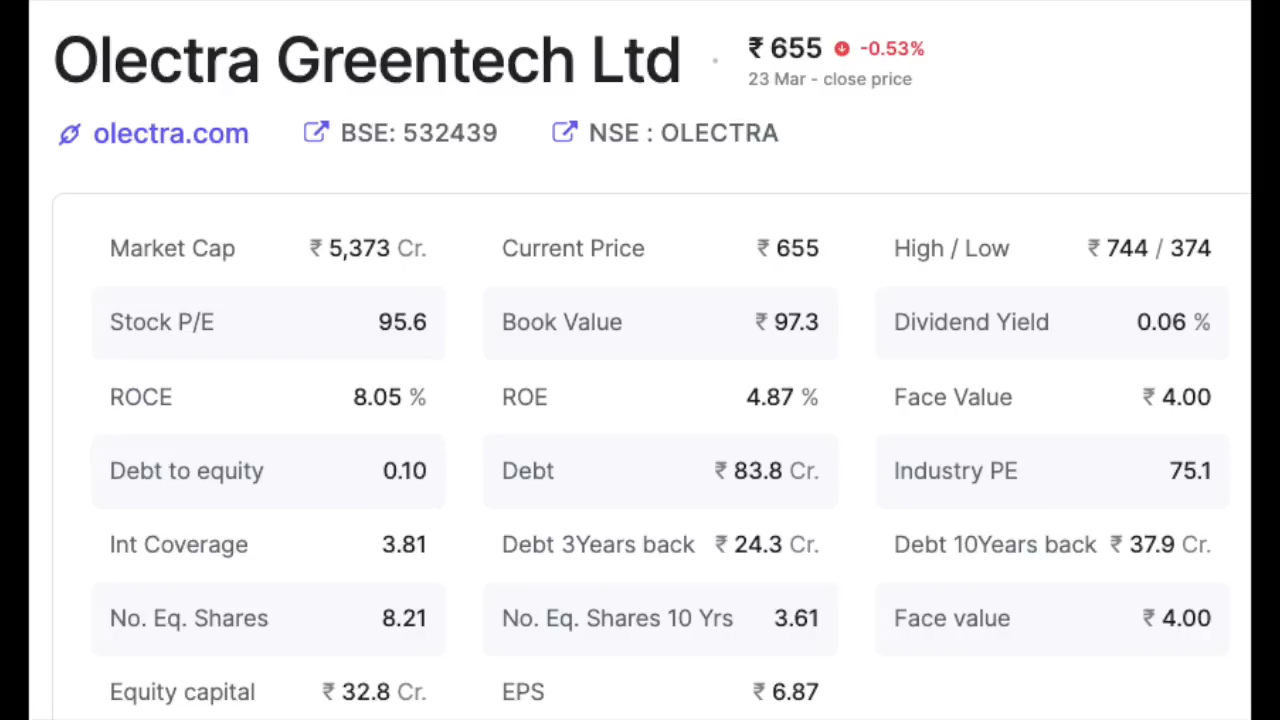 Olectra Greentech Ltd
₹ 655 -0.53%
23 Mar - close price
olectra.com BSE: 532439 NSE : OLECTRA
Market Cap ₹ 5,373 Cr. Current Price ₹ 655 High / Low ₹ 744 / 374
Stock P/E 95.6 Book Value ₹ 97.3 Dividend Yield 0.06 %
ROCE 8.05 % ROE 4.87 % Face Value ₹ 4.00
Debt to equity 0.10 Debt ₹ 83.8 Cr. Industry PE 75.1
Int Coverage 3.81 Debt 3Years back ₹ 24.3 Cr. Debt 10Years back ₹ 37.9 Cr.
No. Eq. Shares 8.21 No. Eq. Shares 10 Yrs 3.61 Face value ₹ 4.00
Equity capital ₹ 32.8 Cr. EPS ₹ 6.87